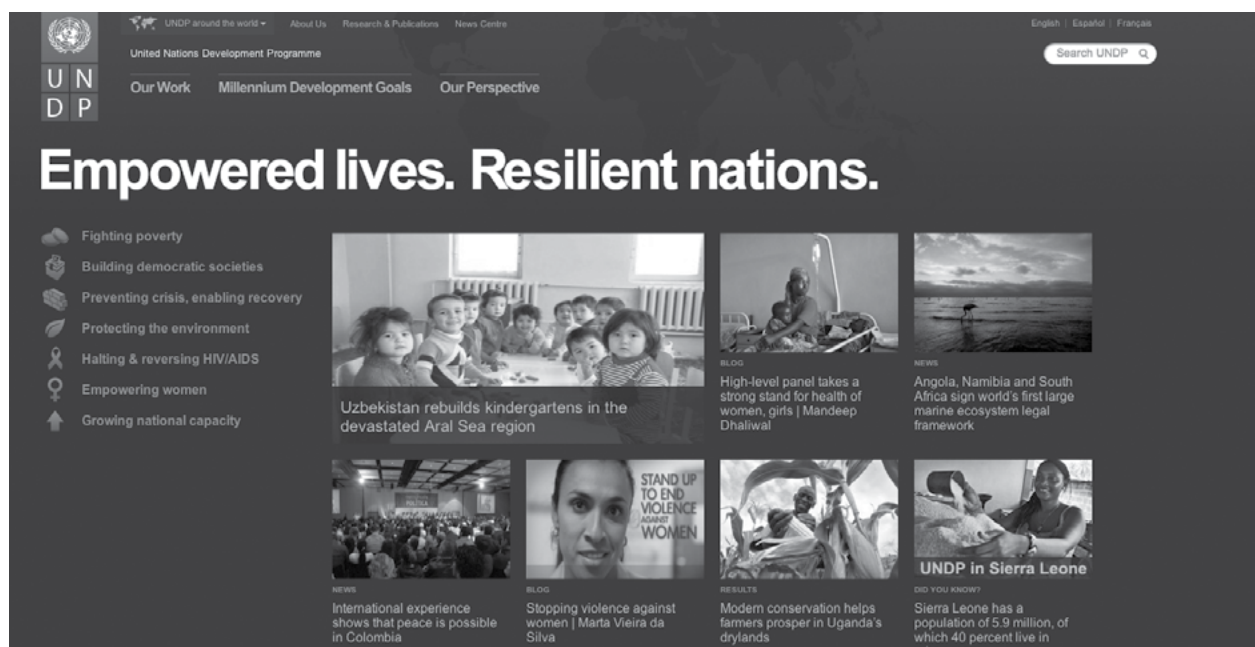 UNDP around the world
About Us
Research & Publications
News Centre
English | Español | Français
United Nations Development Programme
Search UNDP
U N
D P
Our Work
Millennium Development Goals
Our Perspective
Empowered lives. Resilient nations.
Fighting poverty
Building democratic societies
Preventing crisis, enabling recovery
Protecting the environment
Halting & reversing HIV/AIDS
Empowering women
Growing national capacity
Uzbekistan rebuilds kindergartens in the
devastated Aral Sea region
BLOG
High-level panel takes a
strong stand for health of
women, girls | Mandeep
Dhaliwal
NEWS
Angola, Namibia and South
Africa sign world's first large
marine ecosystem legal
framework
POLÍTICA
NEWS
International experience
shows that peace is possible
in Colombia
STAND UP
TO END
VIOLENCE
AGAINST
WOMEN
BLOG
Stopping violence against
women | Marta Vieira da
Silva
RESULTS
Modern conservation helps
farmers prosper in Uganda's
drylands
UNDP in Sierra Leone
DID YOU KNOW?
Sierra Leone has a
population of 5.9 million, of
which 40 percent live in